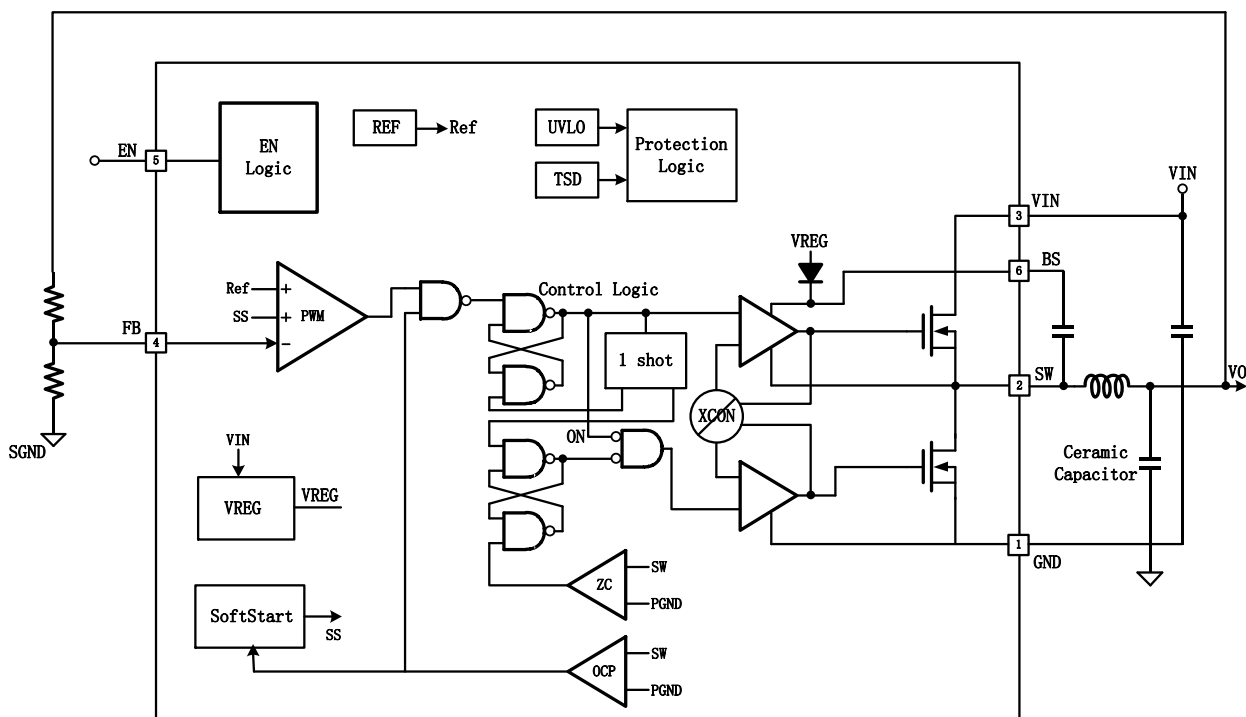 REF
Ref
UVLO
Protection
Logic
TSD
EN
Logic
EN
5
VIN
VIN
3
VREG
BS
6
Control Logic
Ref
+
SS
+
PWM
-
FB
4
1 shot
SW
2
VO
XCON
ON
SGND
VIN
VREG
VREG
Ceramic
Capacitor
1
GND
SW
ZC
PGND
SoftStart
SS
SW
OCP
PGND